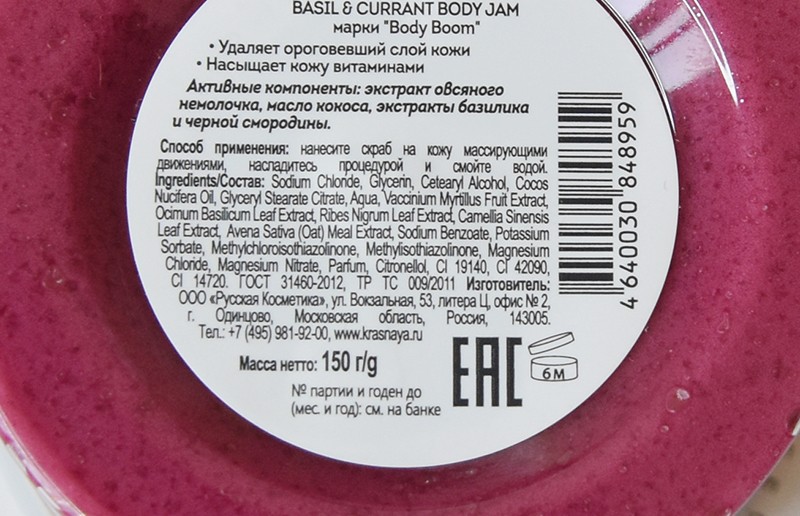 BASIL & CURRANT BODY JAM
марки "Body Boom"
• Удаляет ороговевший слой кожи
• Насыщает кожу витаминами
Активные компоненты: экстракт овсяного
немолочка, масло кокоса, экстракты базилика
и черной смородины.
Способ применения: нанесите скраб на кожу массирующими
движениями, насладитесь процедурой и смойте водой.
Ingredients/Состав: Sodium Chloride, Glycerin, Cetearyl Alcohol, Cocos
Nucifera Oil, Glyceryl Stearate Citrate, Aqua, Vaccinium Myrtillus Fruit Extract,
Ocimum Basilicum Leaf Extract, Ribes Nigrum Leaf Extract, Camellia Sinensis
Leaf Extract, Avena Sativa (Oat) Meal Extract, Sodium Benzoate, Potassium
Sorbate, Methylchloroisothiazolinone, Methylisothiazolinone, Magnesium
Chloride, Magnesium Nitrate, Parfum, Citronellol, CI 19140, CI 42090,
CI 14720. ГОСТ 31460-2012, ТР ТС 009/2011 Изготовитель:
ООО «Русская Косметика», ул. Вокзальная, 53, литера Ц, офис № 2,
г. Одинцово, Московская область, Россия, 143005.
Тел.: +7 (495) 981-92-00, www.krasnaya.ru
Масса нетто: 150 г/g
№ партии и годен до
(мес. и год): см. на банке
EAC
6М
4 640030 848959